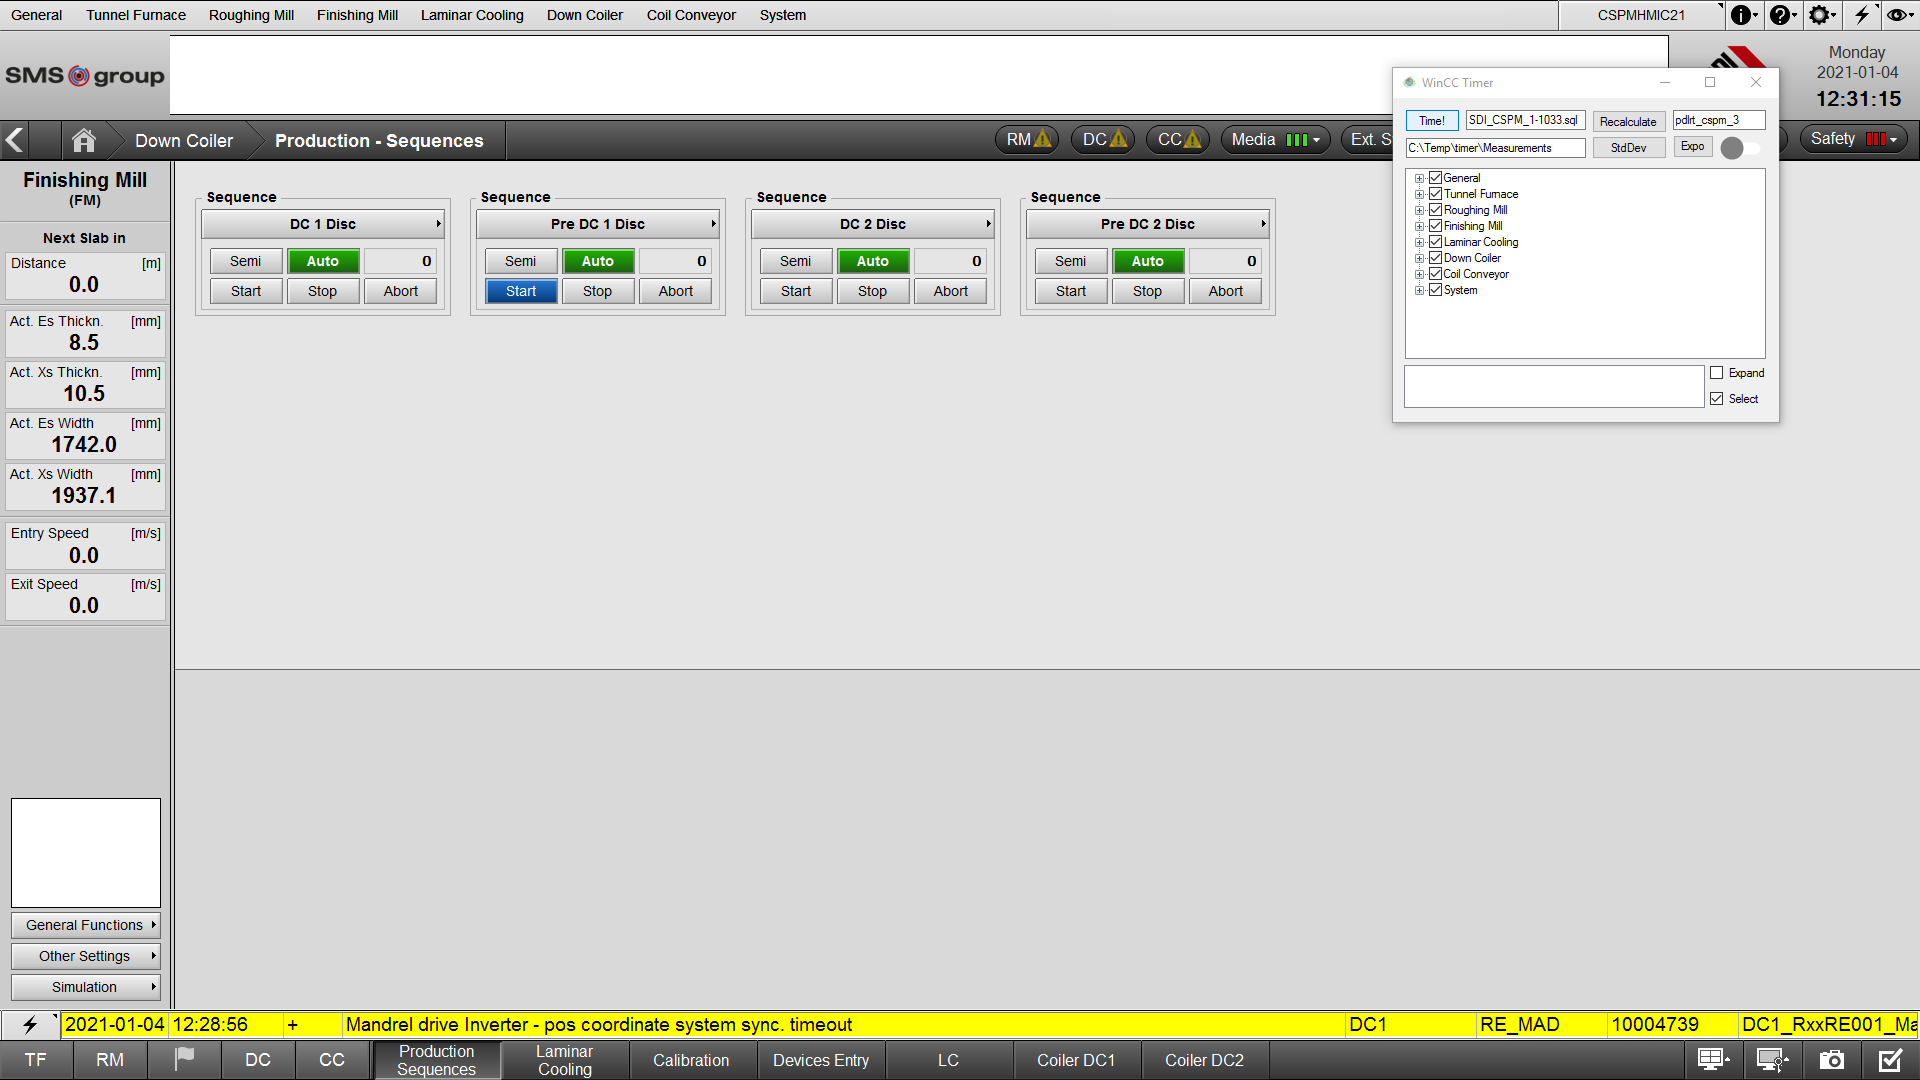 General Tunnel Furnace Roughing Mill Finishing Mill Laminar Cooling Down Coiler Coil Conveyor System CSPMHMIC21
SMS group
Monday
2021-01-04
12:31:15
Down Coiler Production - Sequences RM DC CC Media Ext. S Safety
WinCC Timer
Time! SDI_CSPM_1-1033.sql Recalculate pdlrt_cspm_3
C:\Temp\timer\Measurements StdDev Expo
General
Tunnel Furnace
Roughing Mill
Finishing Mill
Laminar Cooling
Down Coiler
Coil Conveyor
System
Expand
Select
Finishing Mill
(FM)
Next Slab in
Distance [m]
0.0
Act. Es Thickn. [mm]
8.5
Act. Xs Thickn. [mm]
10.5
Act. Es Width [mm]
1742.0
Act. Xs Width [mm]
1937.1
Entry Speed [m/s]
0.0
Exit Speed [m/s]
0.0
General Functions
Other Settings
Simulation
Sequence
DC 1 Disc
Semi Auto 0
Start Stop Abort
Sequence
Pre DC 1 Disc
Semi Auto 0
Start Stop Abort
Sequence
DC 2 Disc
Semi Auto 0
Start Stop Abort
Sequence
Pre DC 2 Disc
Semi Auto 0
Start Stop Abort
2021-01-04 12:28:56 + Mandrel drive Inverter - pos coordinate system sync. timeout DC1 RE_MAD 10004739 DC1_RxxRE001_Ma
TF RM DC CC Production Sequences Laminar Cooling Calibration Devices Entry LC Coiler DC1 Coiler DC2